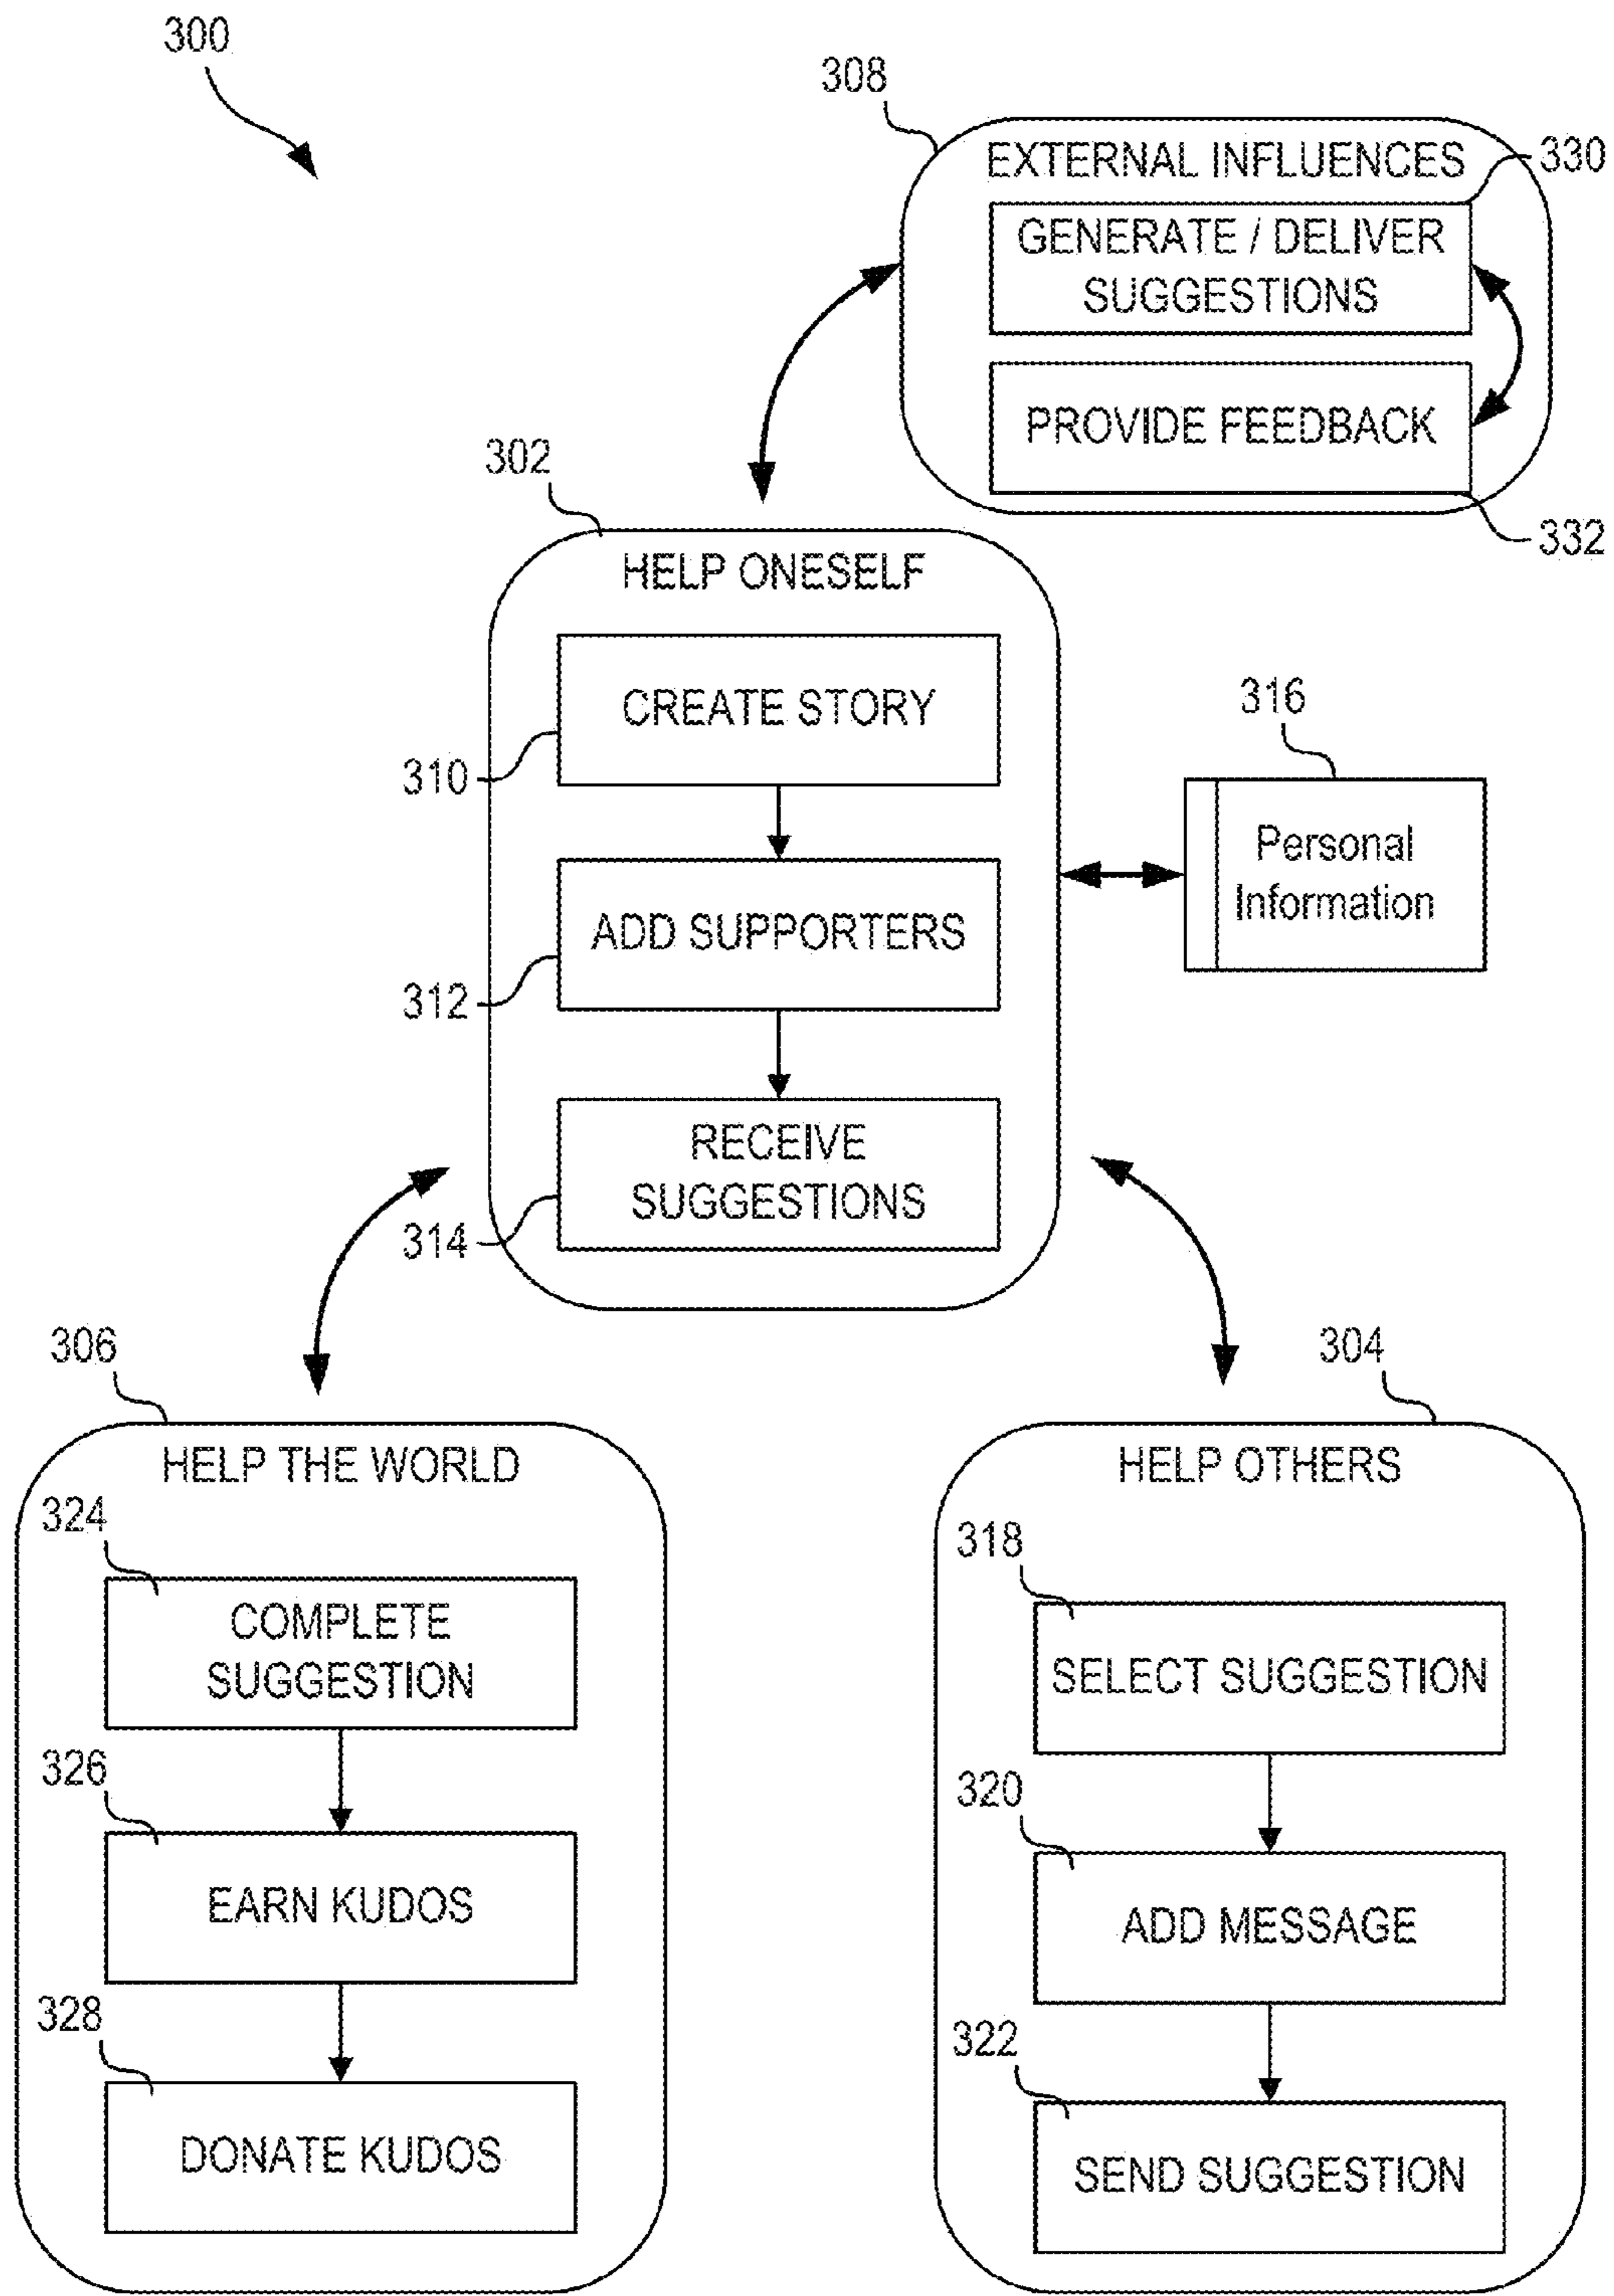 300
308
EXTERNAL INFLUENCES
330
GENERATE / DELIVER
SUGGESTIONS
PROVIDE FEEDBACK
332
302
HELP ONESELF
CREATE STORY
310
316
Personal
Information
ADD SUPPORTERS
312
RECEIVE
SUGGESTIONS
314
306
HELP THE WORLD
324
COMPLETE
SUGGESTION
326
EARN KUDOS
328
DONATE KUDOS
304
HELP OTHERS
318
SELECT SUGGESTION
320
ADD MESSAGE
322
SEND SUGGESTION